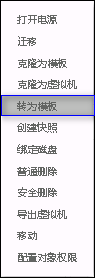 打开电源
迁移
克隆为模板
克隆为虚拟机
转为模板
创建快照
绑定磁盘
普通删除
安全删除
导出虚拟机
移动
配置对象权限